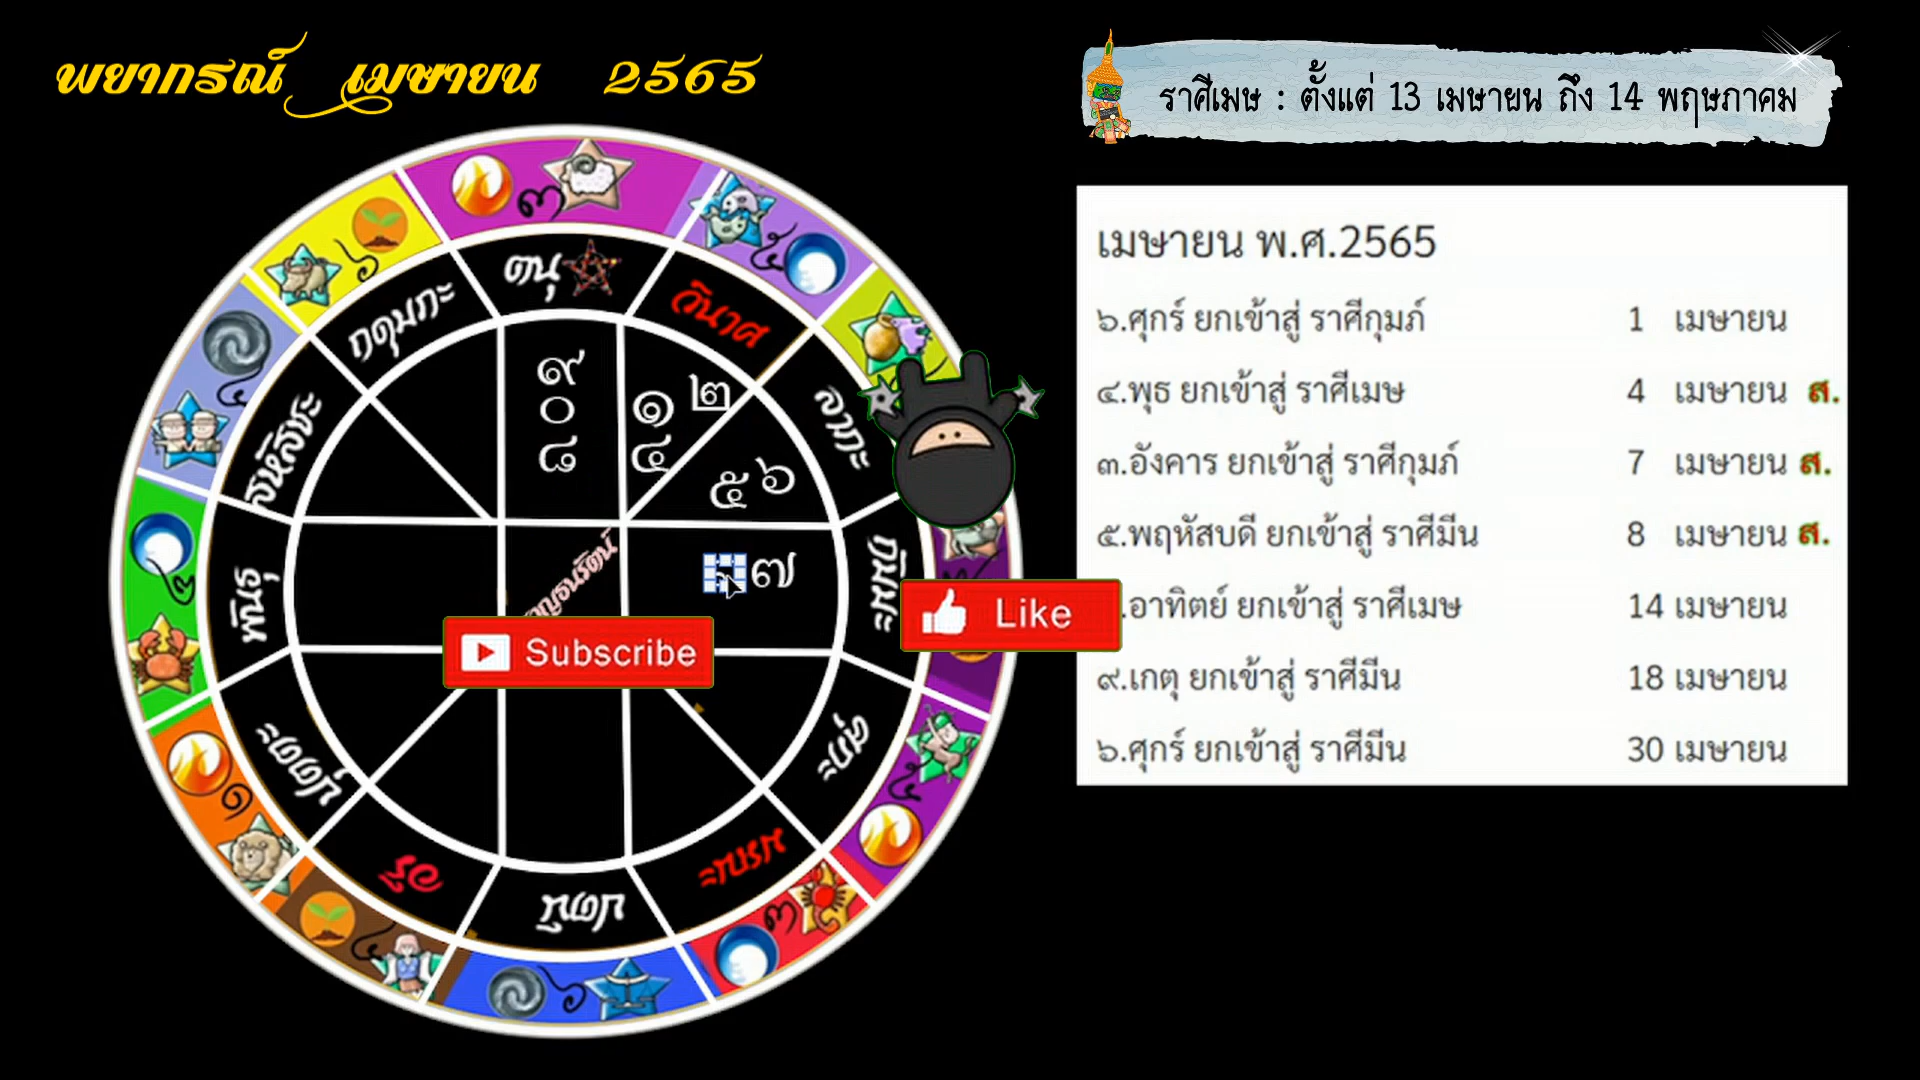 พยากรณ์ เมษายน 2565
ราศีเมษ : ตั้งแต่ 13 เมษายน ถึง 14 พฤษภาคม
เมษายน พ.ศ.2565
๖.ศุกร์ ยกเข้าสู่ ราศีกุมภ์ 1 เมษายน
๔.พุธ ยกเข้าสู่ ราศีเมษ 4 เมษายน ส.
๓.อังคาร ยกเข้าสู่ ราศีกุมภ์ 7 เมษายน ส.
๕.พฤหัสบดี ยกเข้าสู่ ราศีมีน 8 เมษายน ส.
.อาทิตย์ ยกเข้าสู่ ราศีเมษ 14 เมษายน
๙.เกตุ ยกเข้าสู่ ราศีมีน 18 เมษายน
๖.ศุกร์ ยกเข้าสู่ ราศีมีน 30 เมษายน
๓
๕
๖
ตนุ
วินาศ
กดุมภะ
ลาภะ
สหัสชะ
๔
๙
๐
๘
๑ ๒
๔
๕ ๖
๗
พันธุ
๒
Subscribe
Like
ปุตตะ
ศุภะ
๑
๕
อริ
มรณะ
ปัตนิ
๓
๔
๖